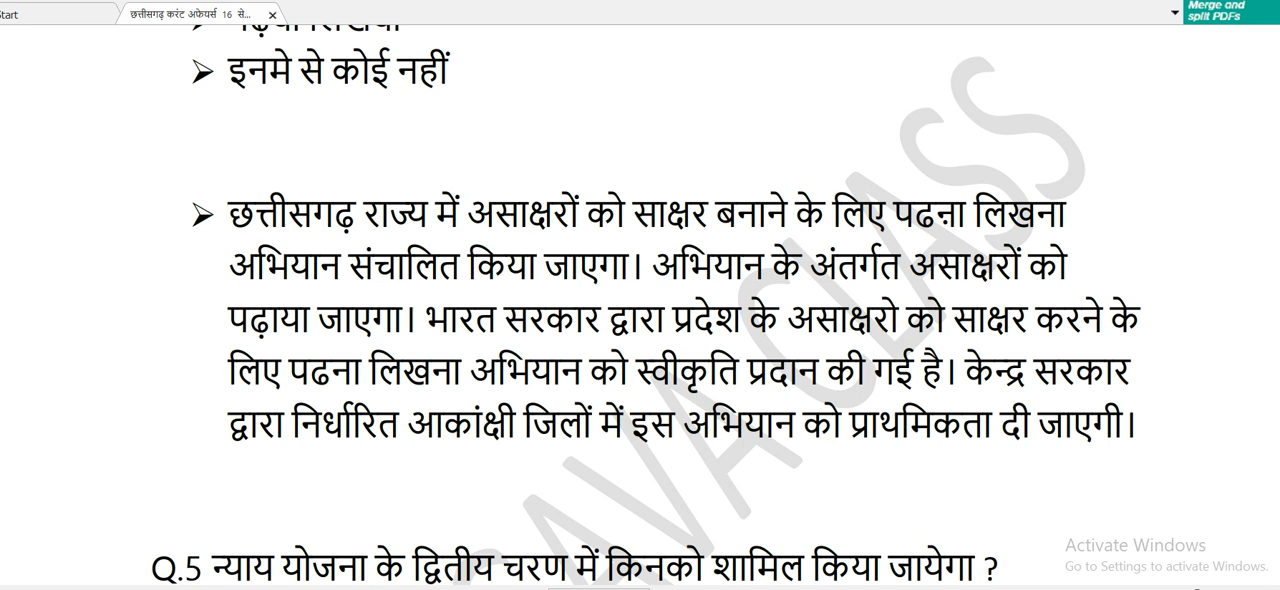 tart
छत्तीसगढ़ करंट अफेयर्स 16 से...
Merge and
split PDFs
इनमे से कोई नहीं
छत्तीसगढ़ राज्य में असाक्षरों को साक्षर बनाने के लिए पढऩा लिखना
अभियान संचालित किया जाएगा। अभियान के अंतर्गत असाक्षरों को
पढ़ाया जाएगा। भारत सरकार द्वारा प्रदेश के असाक्षरो को साक्षर करने के
लिए पढना लिखना अभियान को स्वीकृति प्रदान की गई है। केन्द्र सरकार
द्वारा निर्धारित आकांक्षी जिलों में इस अभियान को प्राथमिकता दी जाएगी।
CLASS
Q.5 न्याय योजना के द्वितीय चरण में किनको शामिल किया जायेगा ?
Activate Windows
Go to Settings to activate Windows.